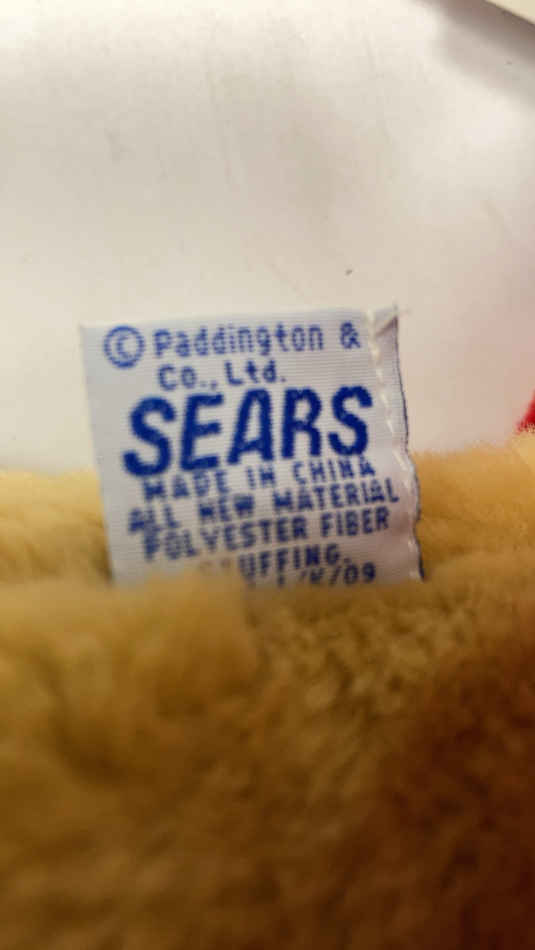 © Paddington &
Co., Ltd.
SEARS
MADE IN CHINA
ALL NEW MATERIAL
POLYESTER FIBER
STUFFING.